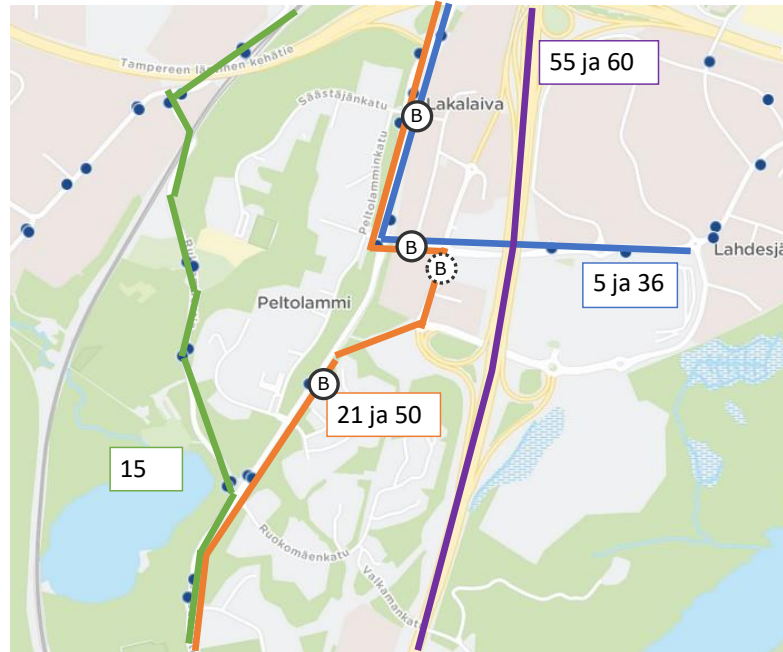 55 ja 60
Tampereen läntinen kehätie
Säästäjänkatu
Lakalaiva
B
Peltolamminkatu
B
Lahdesjä
B
5 ja 36
Peltolammi
B
21 ja 50
15
Ruokomäenkatu
Valkamankatu